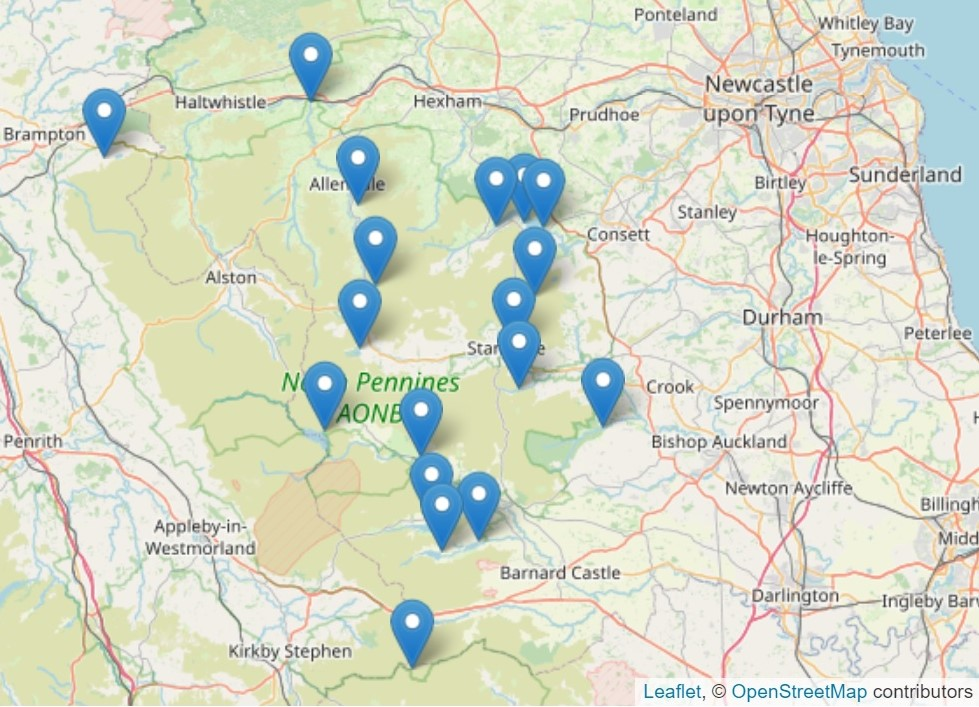 Ponteland
Whitley Bay
Tynemouth
Newcastle
upon Tyne
Haltwhistle
Hexham
Prudhoe
Brampton
Birtley
Sunderland
Stanley
Consett
Houghton-
le-Spring
Alston
Durham
Peterlee
Pennines
Crook
Spennymoor
Penrith
Bishop Auckland
Newton Aycliffe
Appleby-in-
Westmorland
Barnard Castle
Darlington
Kirkby Stephen
Leaflet, © OpenStreetMap contributors